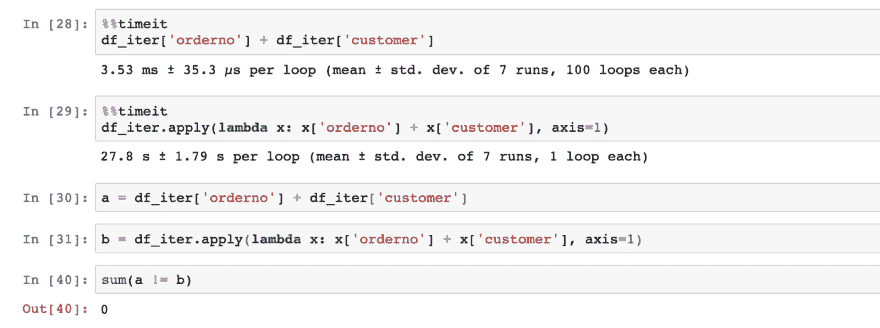 In [28]: %%timeit
df_iter['orderno'] + df_iter['customer']
3.53 ms ± 35.3 µs per loop (mean ± std. dev. of 7 runs, 100 loops each)
In [29]: %%timeit
df_iter.apply(lambda x: x['orderno'] + x['customer'], axis=1)
27.8 s ± 1.79 s per loop (mean ± std. dev. of 7 runs, 1 loop each)
In [30]: a = df_iter['orderno'] + df_iter['customer']
In [31]: b = df_iter.apply(lambda x: x['orderno'] + x['customer'], axis=1)
In [40]: sum(a != b)
Out[40]: 0